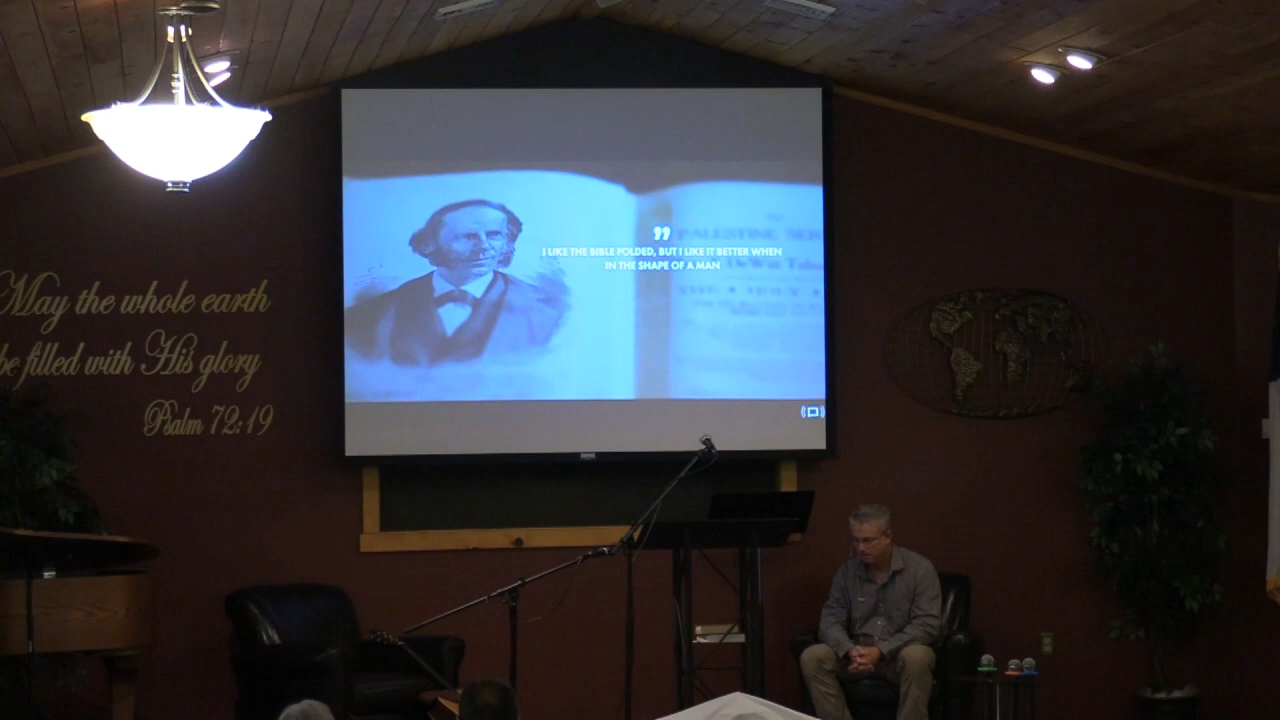 May the whole earth
be filled with His glory
Psalm 72:19
”
I LIKE THE BIBLE FOLDED, BUT I LIKE IT BETTER WHEN
IN THE SHAPE OF A MAN
PALESTINE